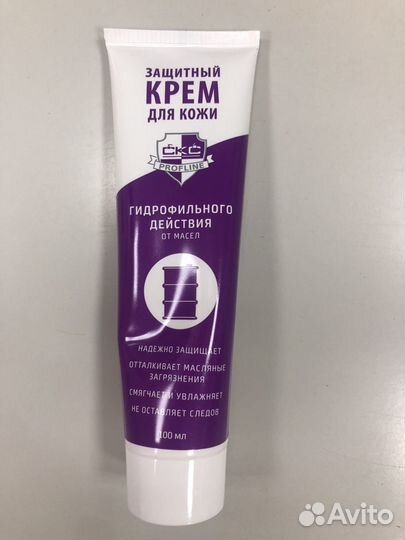 ЗАЩИТНЫЙ
КРЕМ
ДЛЯ КОЖИ
СКС
PROFLINE
ГИДРОФИЛЬНОГО
ДЕЙСТВИЯ
ОТ МАСЕЛ
НАДЕЖНО ЗАЩИЩАЕТ
ОТТАЛКИВАЕТ МАСЛЯНЫЕ
ЗАГРЯЗНЕНИЯ
СМЯГЧАЕТ И УВЛАЖНЯЕТ
НЕ ОСТАВЛЯЕТ СЛЕДОВ
100 МЛ
Avito